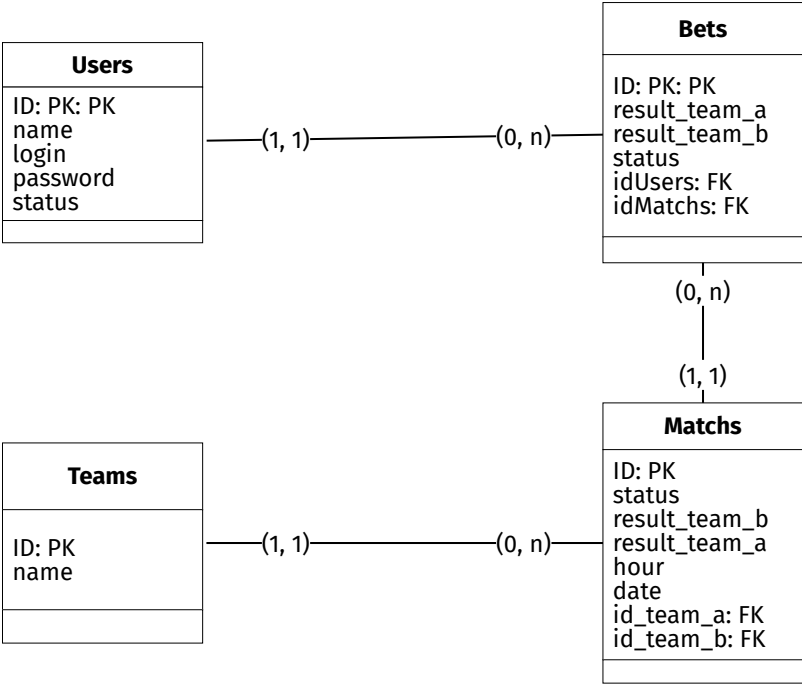 Users
ID: PK: PK
name
login
password
status
(1, 1)
(0, n)
Bets
ID: PK: PK
result_team_a
result_team_b
status
idUsers: FK
idMatchs: FK
(0, n)
(1, 1)
Teams
ID: PK
name
(1, 1)
(0, n)
Matchs
ID: PK
status
result_team_b
result_team_a
hour
date
id_team_a: FK
id_team_b: FK